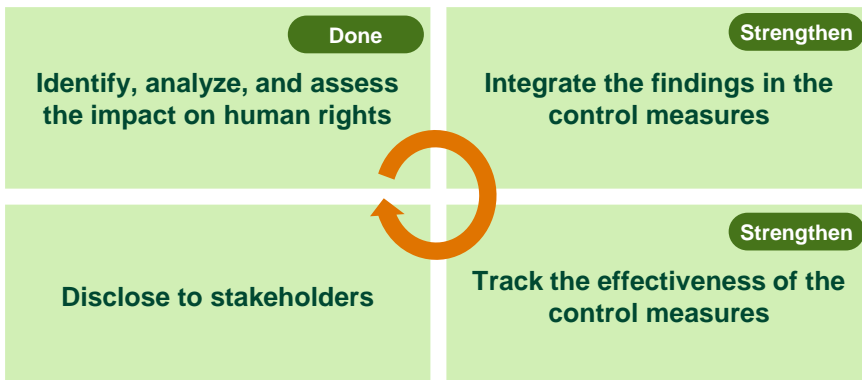 Done
Identify, analyze, and assess
the impact on human rights
Strengthen
Integrate the findings in the
control measures
Disclose to stakeholders
Strengthen
Track the effectiveness of the
control measures